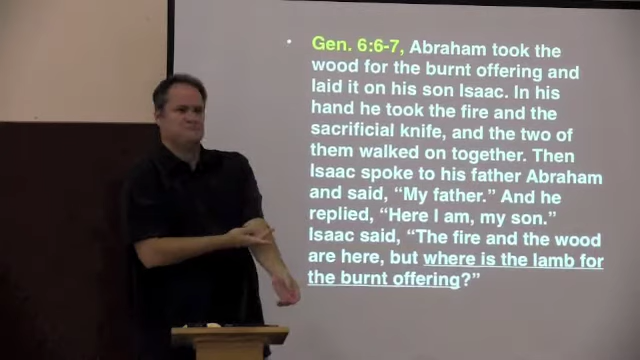 • Gen. 6:6-7, Abraham took the
wood for the burnt offering and
laid it on his son Isaac. In his
hand he took the fire and the
sacrificial knife, and the two of
them walked on together. Then
Isaac spoke to his father Abraham
and said, “My father.” And he
replied, “Here I am, my son.”
Isaac said, “The fire and the wood
are here, but where is the lamb for
the burnt offering?”